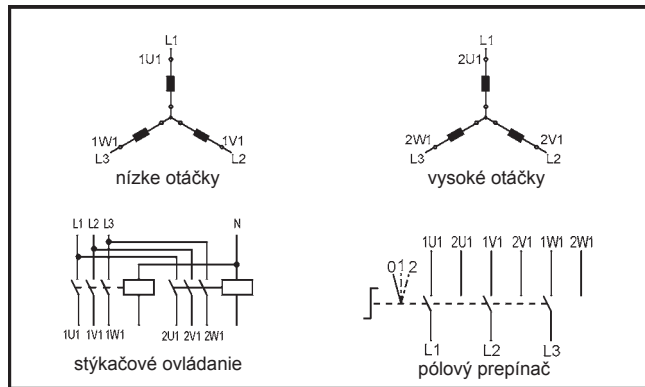 L1
1U1
1W1
1V1
L3
L2
nízke otáčky
L1
2U1
2W1
2V1
L3
L2
vysoké otáčky
L1 L2 L3 N
1U1 1V1 1W1 2U1 2V1 2W1
stýkačové ovládanie
1U1 2U1 1V1 2V1 1W1 2W1
0 1 2
L1 L2 L3
pólový prepínač